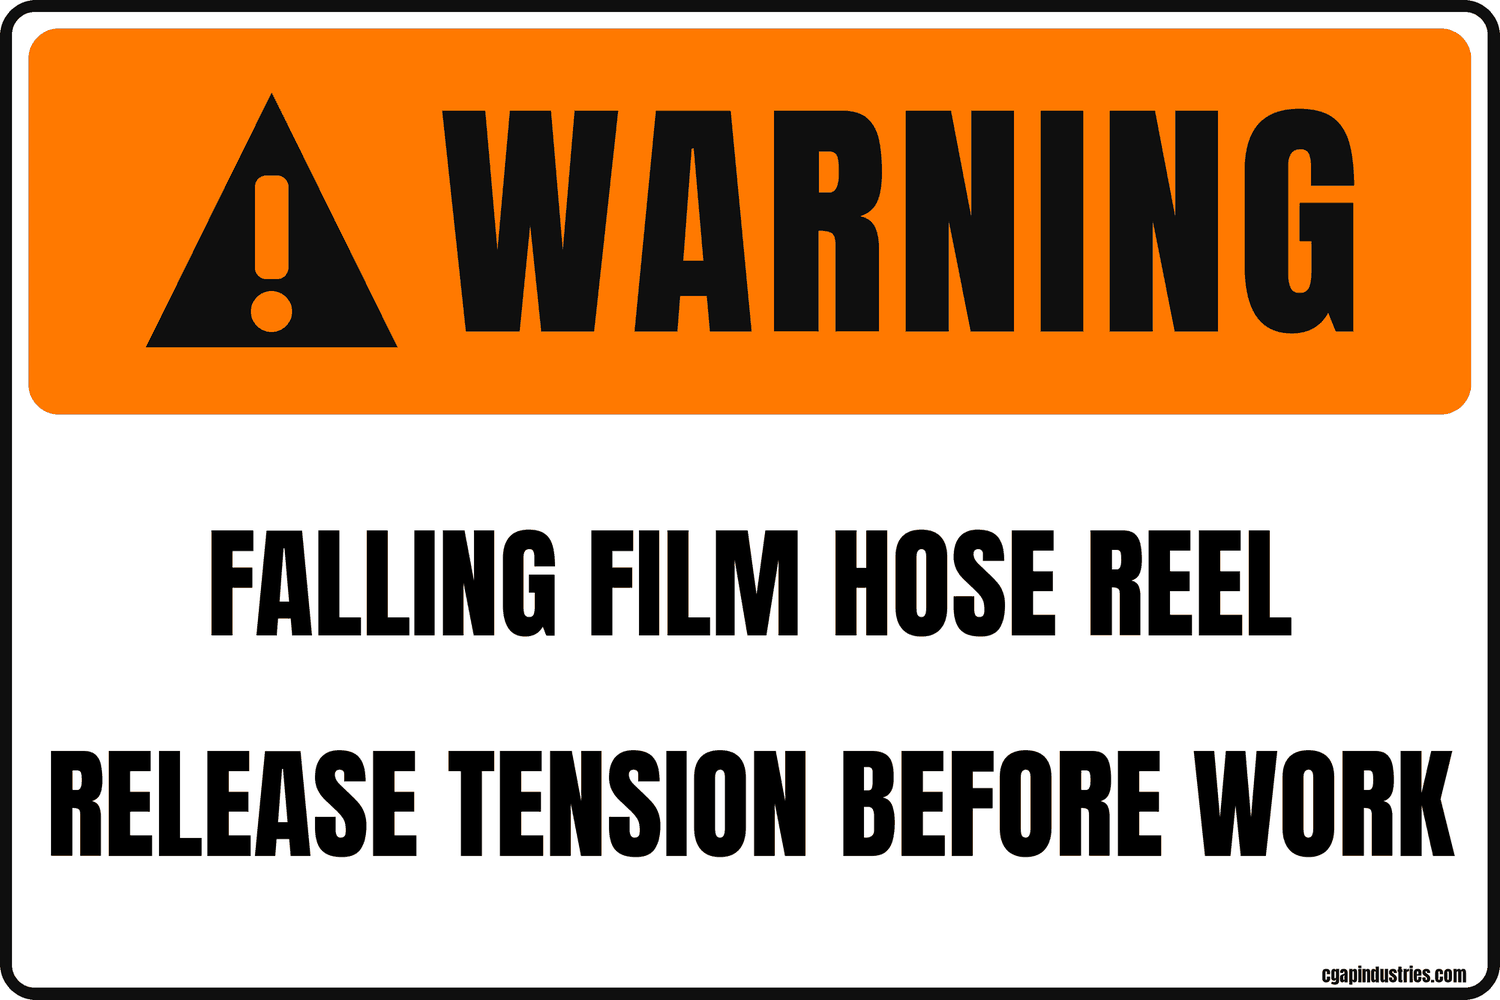 WARNING
FALLING FILM HOSE REEL
RELEASE TENSION BEFORE WORK
cgapindustries.com